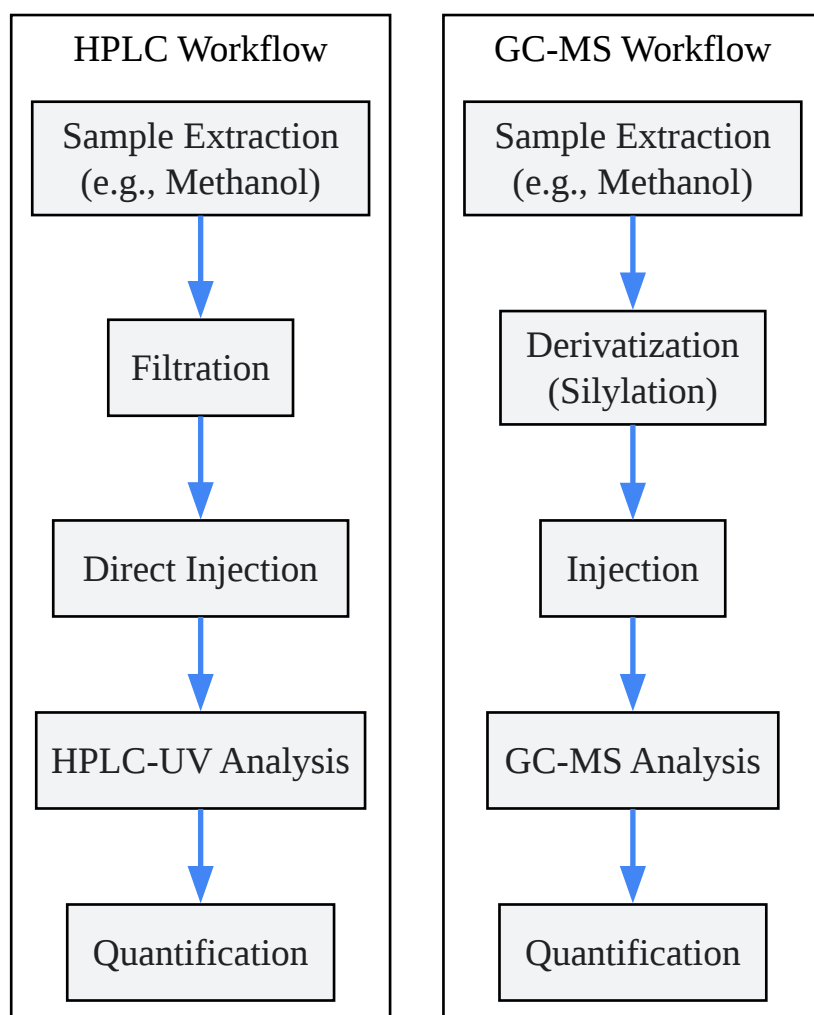 HPLC Workflow
Sample Extraction
(e.g., Methanol)
Filtration
Direct Injection
HPLC-UV Analysis
Quantification
GC-MS Workflow
Sample Extraction
(e.g., Methanol)
Derivatization
(Silylation)
Injection
GC-MS Analysis
Quantification